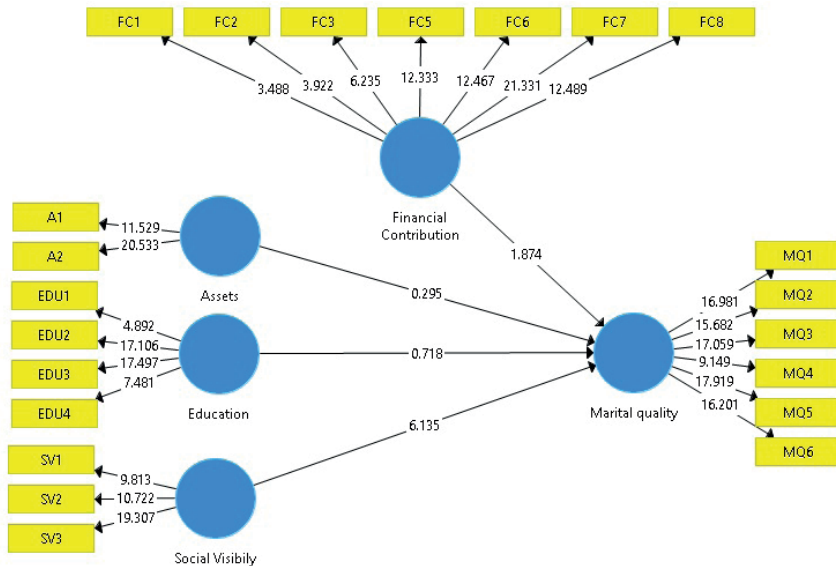 FC1 FC2 FC3 FC5 FC6 FC7 FC8
3.488 3.922 6.235 12.333 12.467 21.331 12.489
Financial
Contribution
1.874
A1
11.529
A2
20.533
Assets
0.295
EDU1
4.892
EDU2
17.106
EDU3
17.497
EDU4
7.481
Education
0.718
SV1
9.813
SV2
10.722
SV3
19.307
Social Visibily
6.135
Marital quality
MQ1
16.981
MQ2
15.682
MQ3
17.059
MQ4
9.149
MQ5
17.919
MQ6
16.201